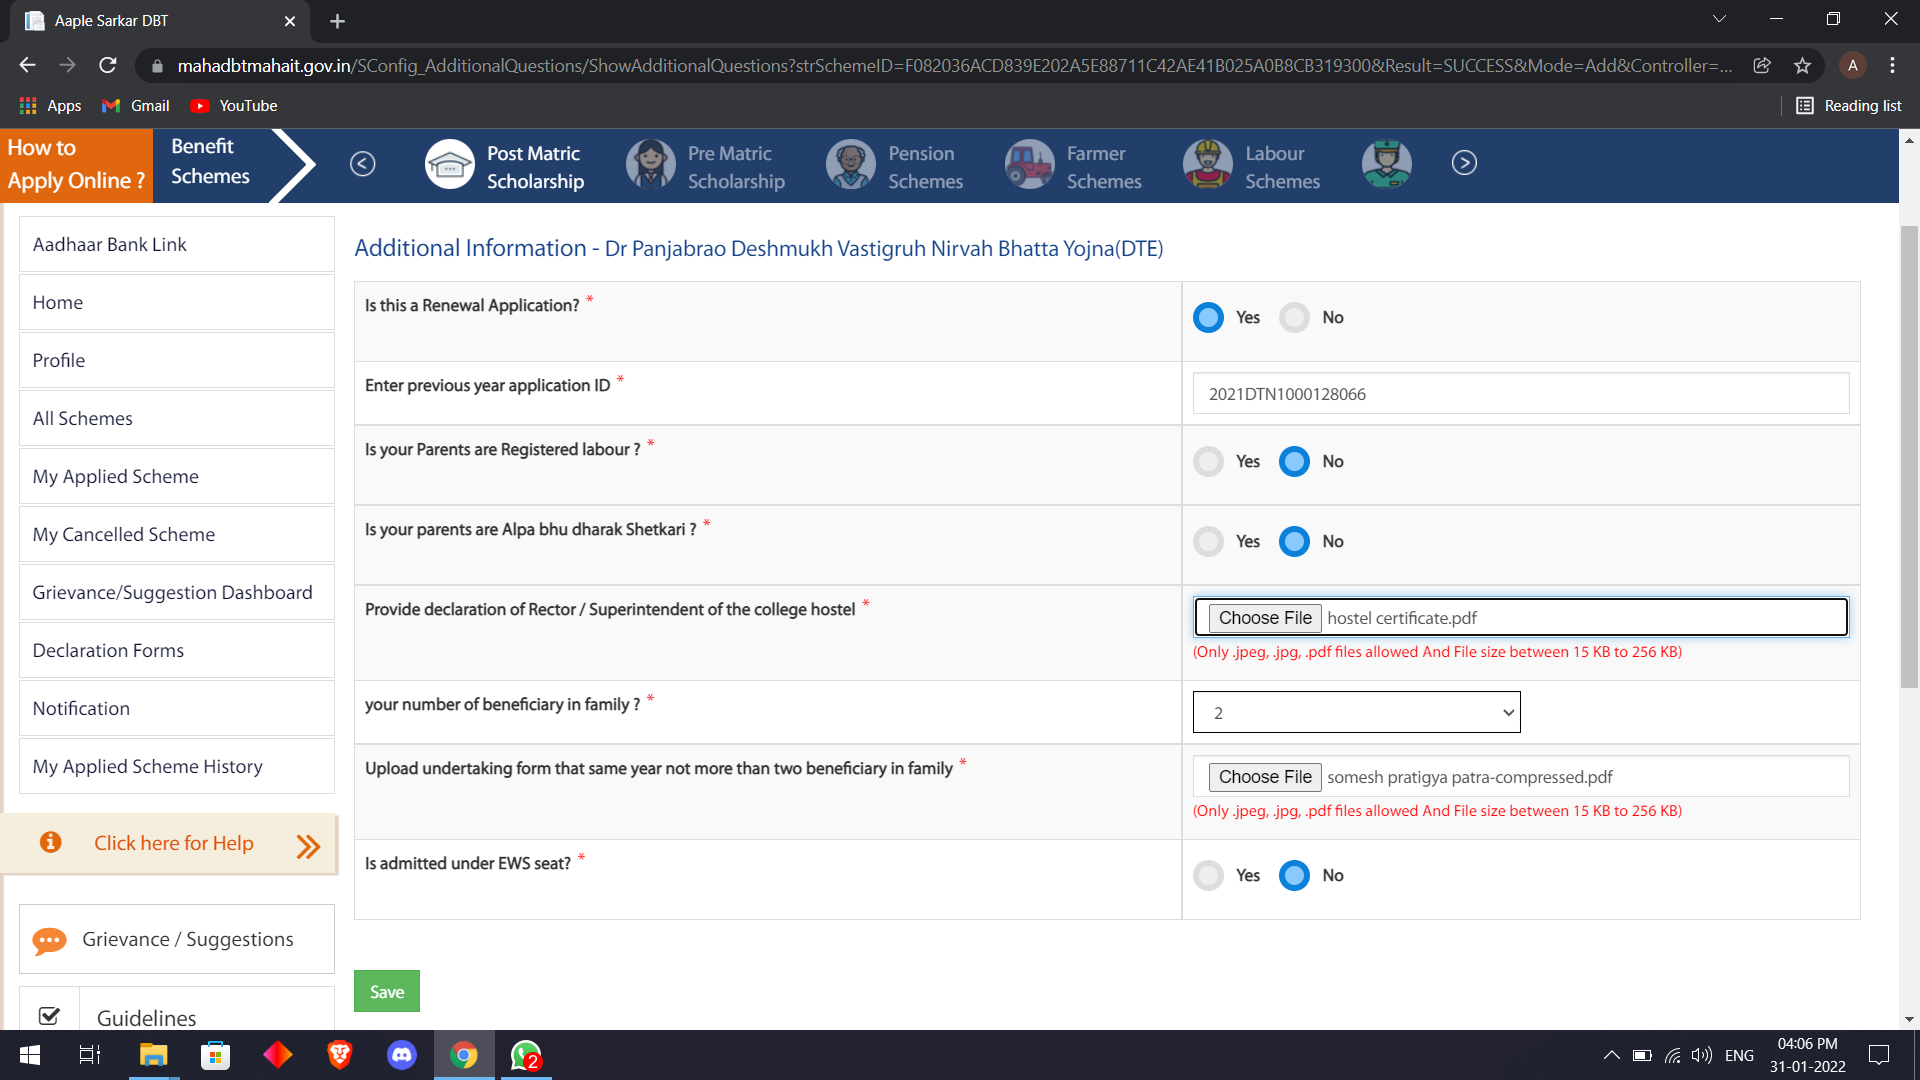 Aaple Sarkar DBT
mahadbtmahait.gov.in/SConfig_AdditionalQuestions/ShowAdditionalQuestions?strSchemeID=F082036ACD839E202A5E88711C42AE41B025A0B8CB319300&Result=SUCCESS&Mode=Add&Controller=...
A
Apps
Gmail
YouTube
Reading list
How to
Apply Online ?
Benefit
Schemes
Post Matric
Scholarship
Pre Matric
Scholarship
Pension
Schemes
Farmer
Schemes
Labour
Schemes
Aadhaar Bank Link
Home
Profile
All Schemes
My Applied Scheme
My Cancelled Scheme
Grievance/Suggestion Dashboard
Declaration Forms
Notification
My Applied Scheme History
Click here for Help
Grievance / Suggestions
Guidelines
Additional Information - Dr Panjabrao Deshmukh Vastigruh Nirvah Bhatta Yojna(DTE)
Is this a Renewal Application? *
Yes No
Enter previous year application ID *
2021DTN1000128066
Is your Parents are Registered labour ? *
Yes No
Is your parents are Alpa bhu dharak Shetkari ? *
Yes No
Provide declaration of Rector / Superintendent of the college hostel *
Choose File hostel certificate.pdf
(Only .jpeg, .jpg, .pdf files allowed And File size between 15 KB to 256 KB)
your number of beneficiary in family ? *
2
Upload undertaking form that same year not more than two beneficiary in family *
Choose File somesh pratigya patra-compressed.pdf
(Only .jpeg, .jpg, .pdf files allowed And File size between 15 KB to 256 KB)
Is admitted under EWS seat? *
Yes No
Save
2
ENG
04:06 PM
31-01-2022